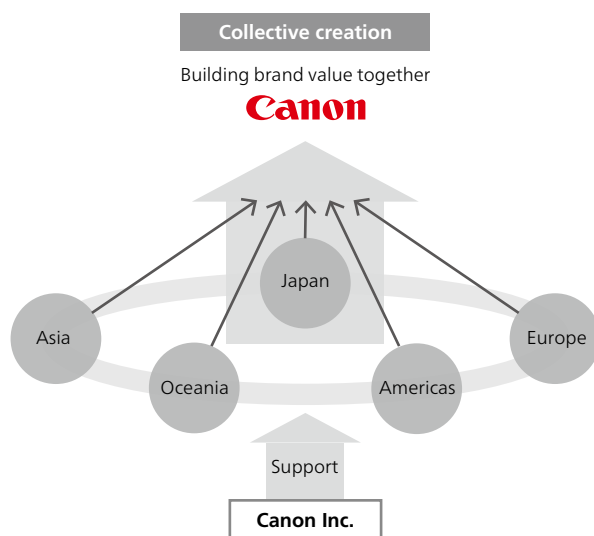 Collective creation
Building brand value together
Canon
Japan
Asia
Europe
Oceania
Americas
Support
Canon Inc.